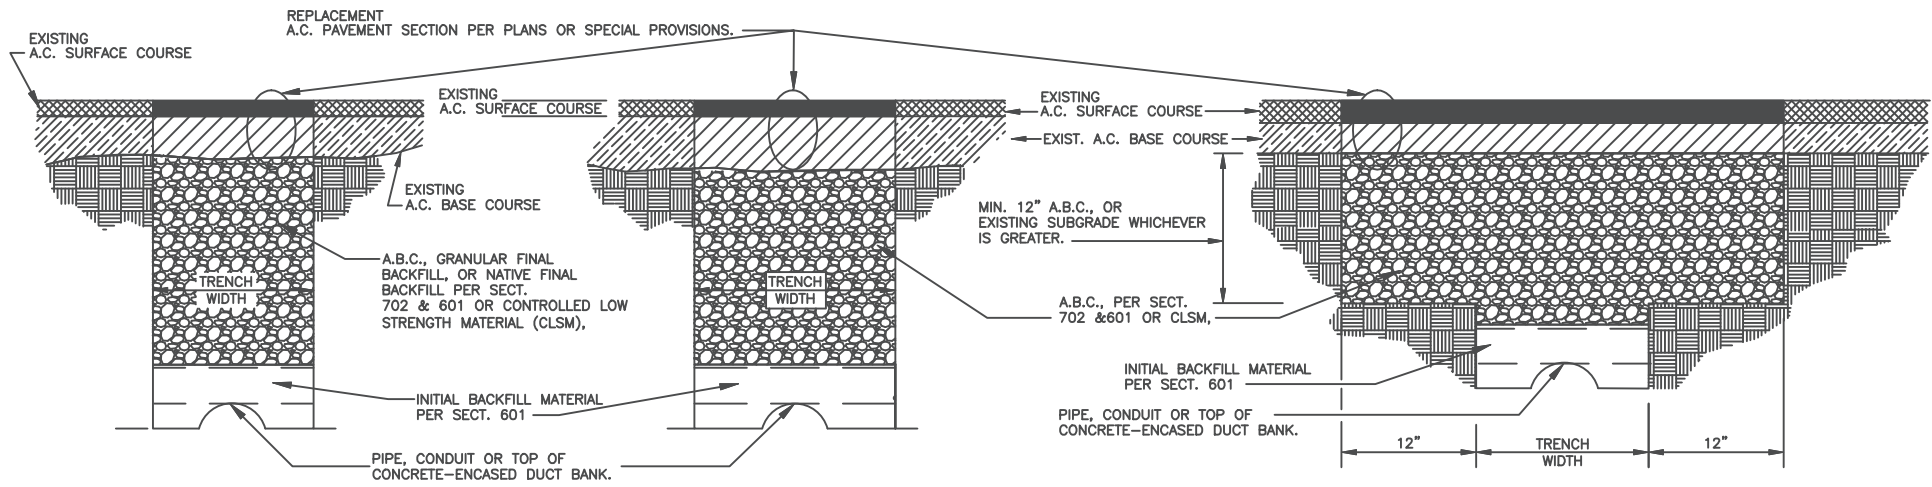 REPLACEMENT
A.C. PAVEMENT SECTION PER PLANS OR SPECIAL PROVISIONS.
EXISTING
A.C. SURFACE COURSE
EXISTING
A.C. SURFACE COURSE
EXISTING
A.C. SURFACE COURSE
EXIST. A.C. BASE COURSE
EXISTING
A.C. BASE COURSE
MIN. 12" A.B.C., OR
EXISTING SUBGRADE WHICHEVER
IS GREATER.
A.B.C., GRANULAR FINAL
BACKFILL, OR NATIVE FINAL
BACKFILL PER SECT.
702 & 601 OR CONTROLLED LOW
STRENGTH MATERIAL (CLSM),
TRENCH
WIDTH
TRENCH
WIDTH
A.B.C., PER SECT.
702 &601 OR CLSM,
INITIAL BACKFILL MATERIAL
PER SECT. 601
INITIAL BACKFILL MATERIAL
PER SECT. 601
PIPE, CONDUIT OR TOP OF
CONCRETE-ENCASED DUCT BANK.
PIPE, CONDUIT OR TOP OF
CONCRETE-ENCASED DUCT BANK.
12"
TRENCH
WIDTH
12"